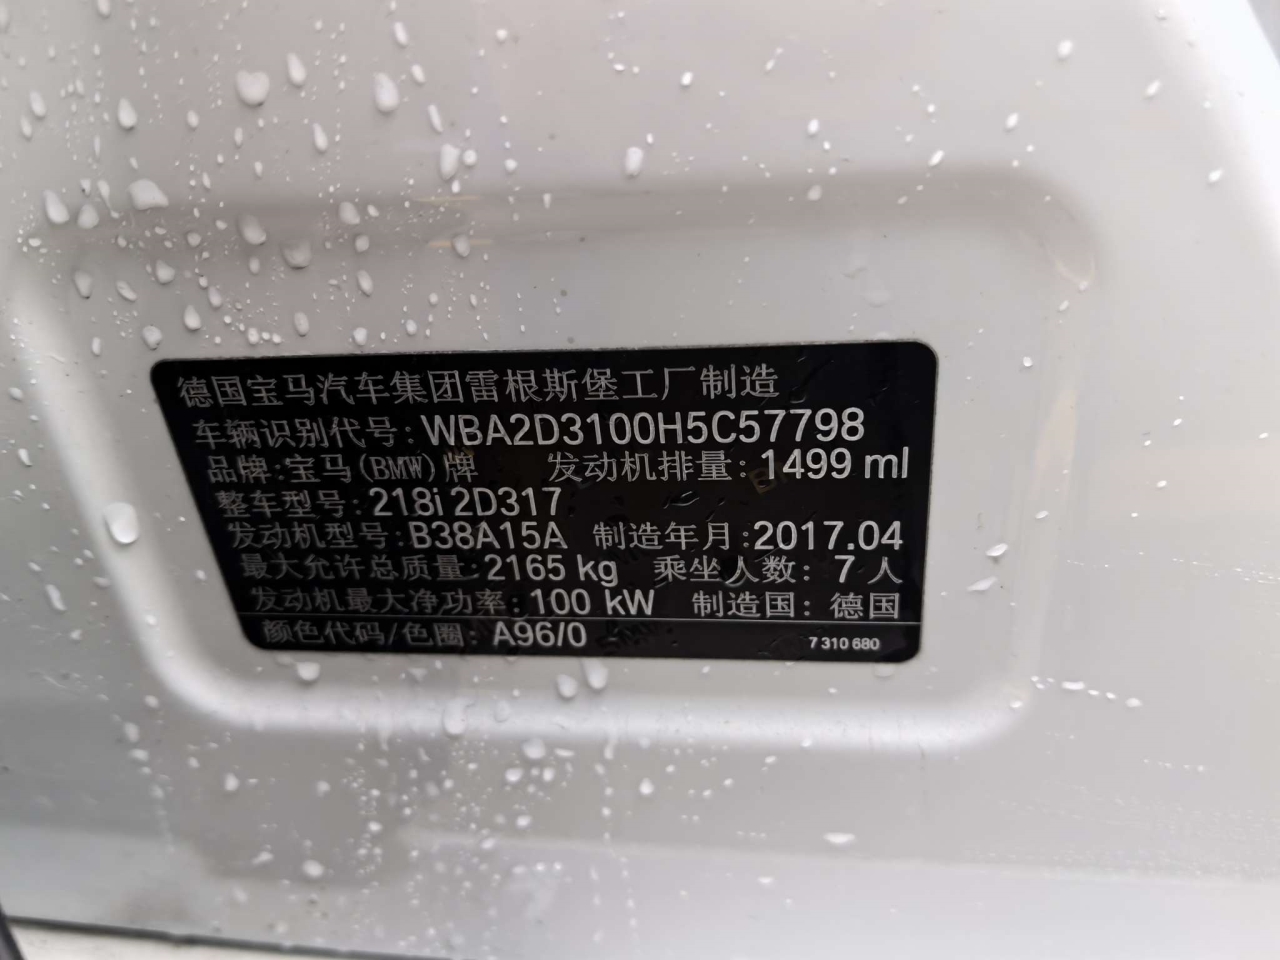 德国宝马汽车集团雷根斯堡工厂制造
车辆识别代号: WBA2D3100H5C57798
品牌:宝马(BMW)牌 发动机排量: 1499 ml
整车型号: 218i 2D317
发动机型号: B38A15A 制造年月:2017.04
最大允许总质量: 2165 kg 乘坐人数: 7 人
发动机最大净功率: 100 kW 制造国: 德国
颜色代码/色圈: A96/0 7 310 680